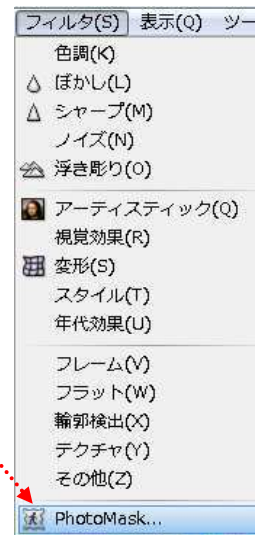 フィルタ(S) 表示(Q) ツー
色調(K)
ぼかし(L)
シャープ(M)
ノイズ(N)
浮き彫り(O)
アーティスティック(Q)
視覚効果(R)
変形(S)
スタイル(T)
年代効果(U)
フレーム(V)
フラット(W)
輪郭検出(X)
テクチャ(Y)
その他(Z)
PhotoMask...